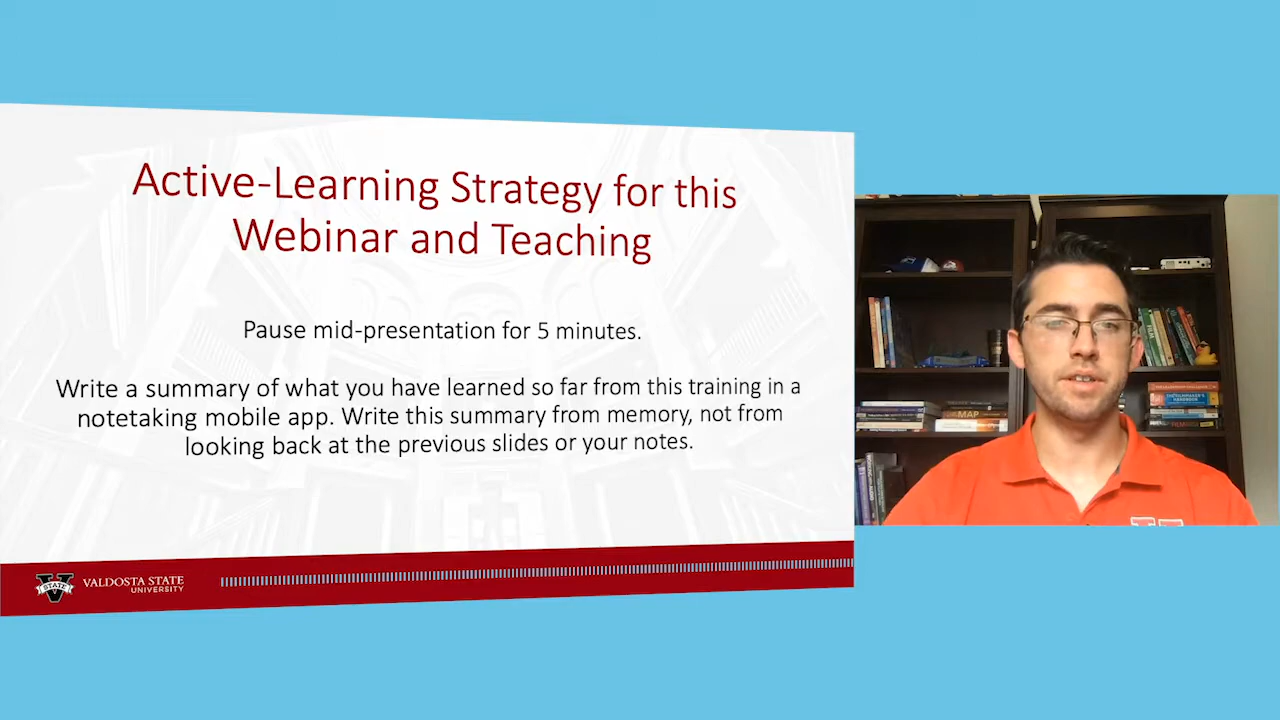 Active-Learning Strategy for this
Webinar and Teaching
Pause mid-presentation for 5 minutes.
Write a summary of what you have learned so far from this training in a
notetaking mobile app. Write this summary from memory, not from
looking back at the previous slides or your notes.
V
STATE
VALDOSTA STATE
UNIVERSITY
MAP